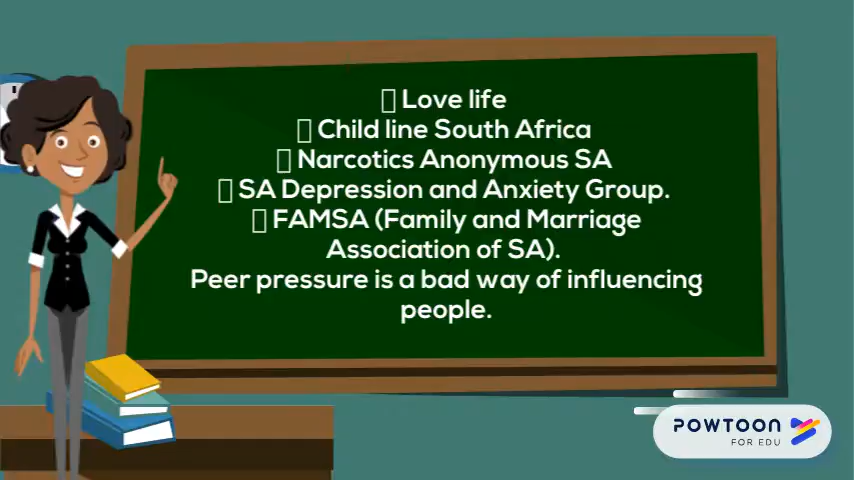 ▯ Love life
▯ Child line South Africa
▯ Narcotics Anonymous SA
▯ SA Depression and Anxiety Group.
▯ FAMSA (Family and Marriage
Association of SA).
Peer pressure is a bad way of influencing
people.
POWTOON
FOR EDU